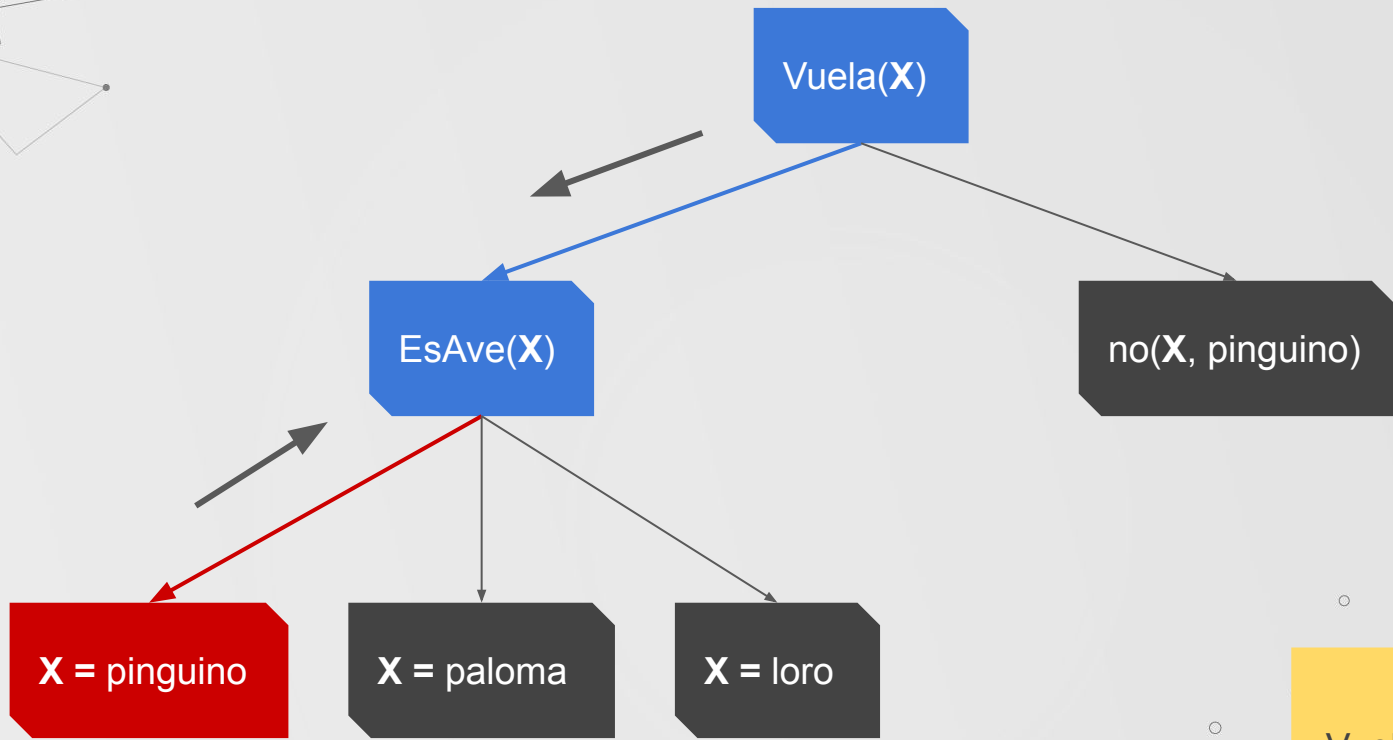 Vuela(X)
EsAve(X)
no(X, pinguino)
X = pinguino
X = paloma
X = loro